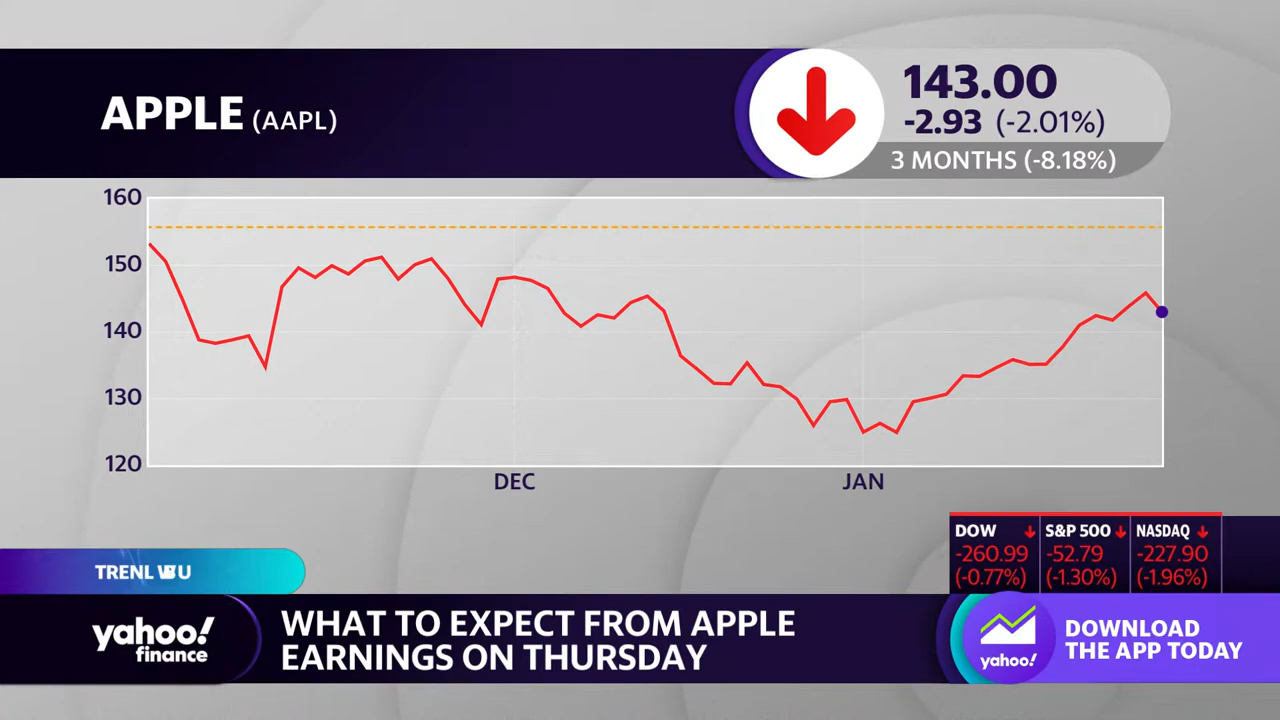 APPLE (AAPL)
143.00
-2.93 (-2.01%)
3 MONTHS (-8.18%)
160
150
140
130
120
DEC
JAN
DOW
-260.99
(-0.77%)
S&P 500
-52.79
(-1.30%)
NASDAQ
-227.90
(-1.96%)
yahoo!
finance
WHAT TO EXPECT FROM APPLE
EARNINGS ON THURSDAY
yahoo!
DOWNLOAD
THE APP TODAY